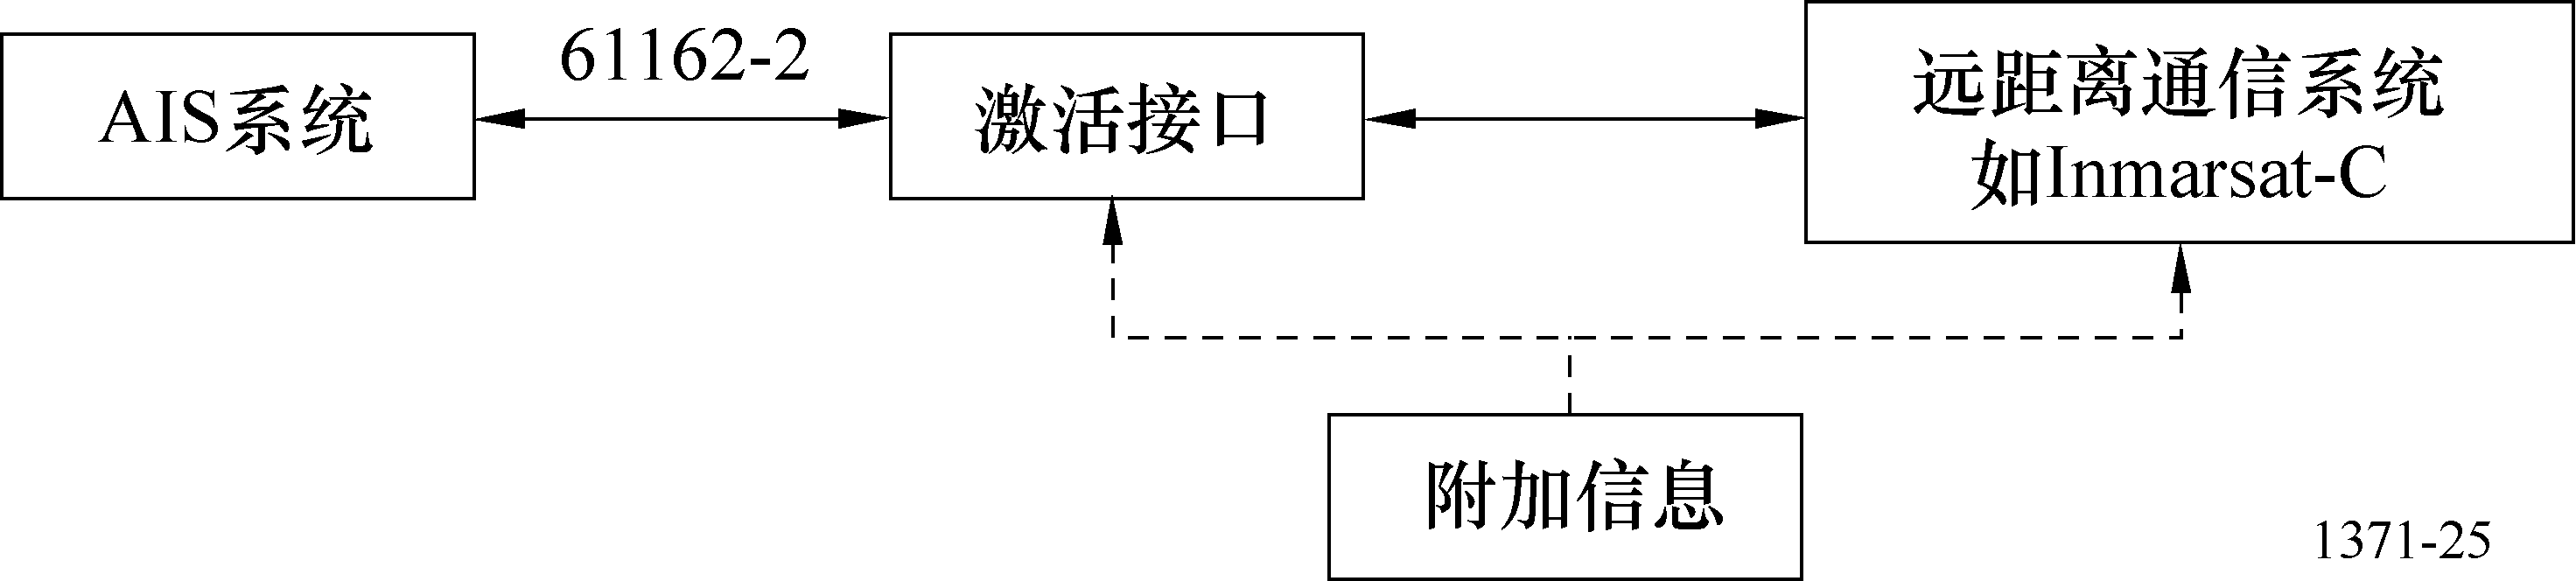 AIS系统
61162-2
激活接口
远距离通信系统
如Inmarsat-C
附加信息
1371-25